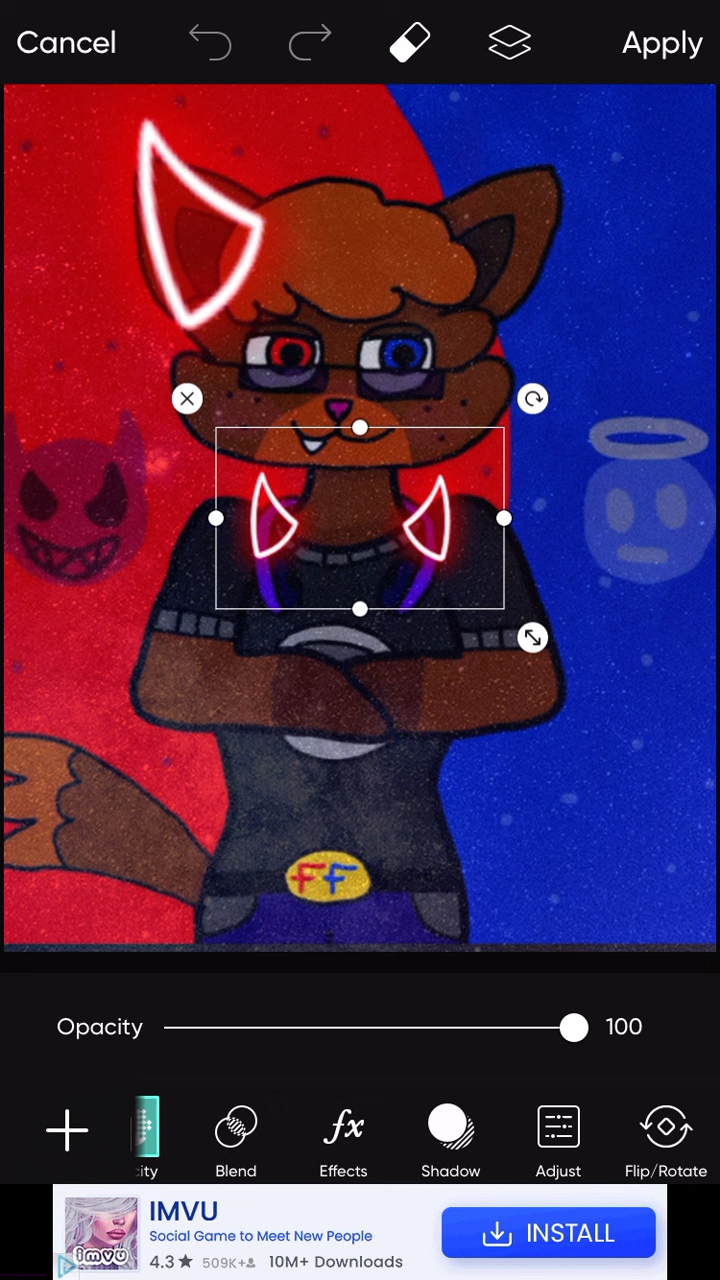 Cancel
Apply
FF
Opacity
100
city
Blend
Effects
Shadow
Adjust
Flip/Rotate
IMVU
Social Game to Meet New People
4.3★ 509K+ 10M+ Downloads
INSTALL
imvu